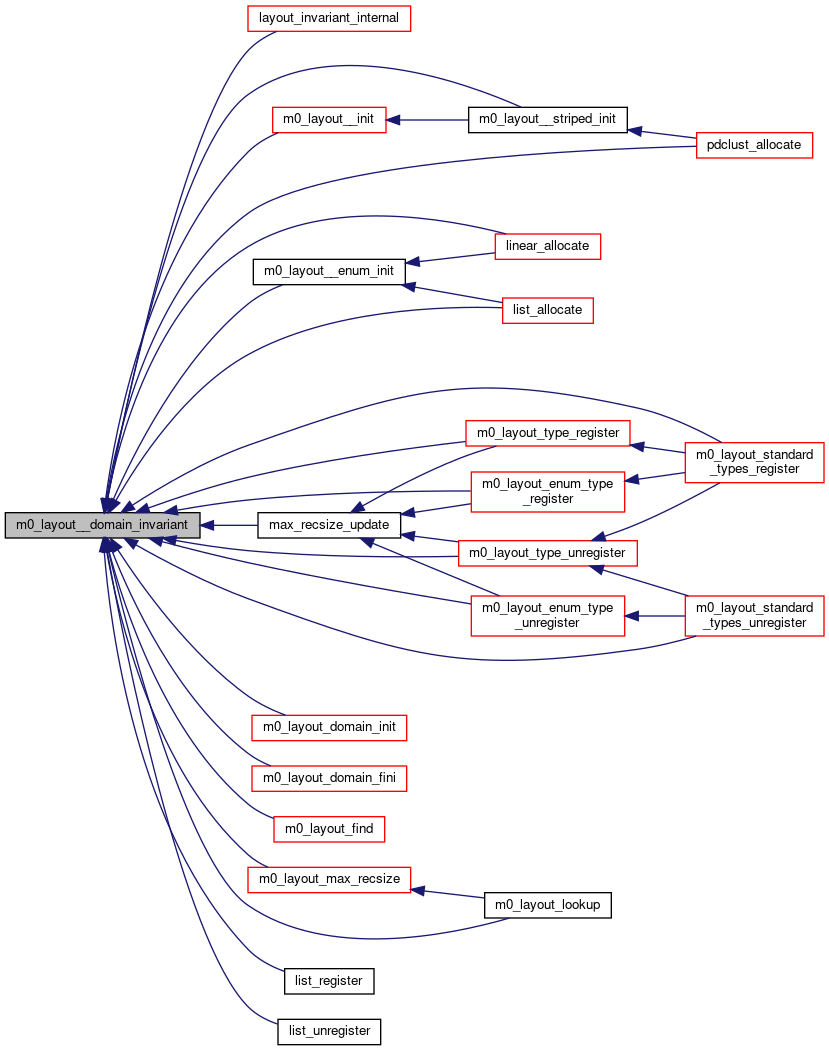 layout_invariant_internal
m0_layout__init
m0_layout__striped_init
pdclust_allocate
linear_allocate
m0_layout__enum_init
list_allocate
m0_layout_type_register
m0_layout_standard
_types_register
m0_layout_enum_type
_register
m0_layout__domain_invariant
max_recsize_update
m0_layout_type_unregister
m0_layout_enum_type
_unregister
m0_layout_standard
_types_unregister
m0_layout_domain_init
m0_layout_domain_fini
m0_layout_find
m0_layout_max_recsize
m0_layout_lookup
list_register
list_unregister